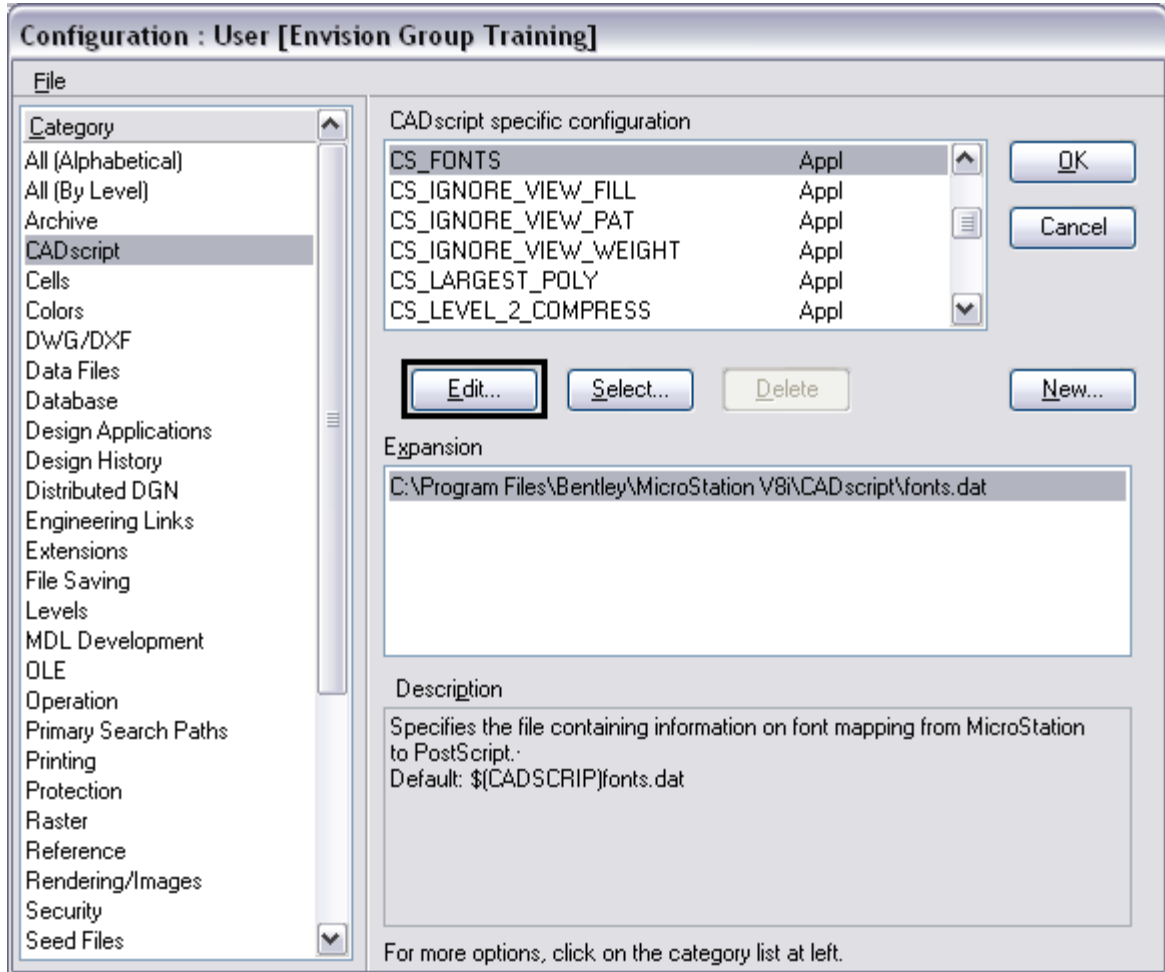 Configuration : User [Envision Group Training]
File
Category
All (Alphabetical)
All (By Level)
Archive
CADscript
Cells
Colors
DWG/DXF
Data Files
Database
Design Applications
Design History
Distributed DGN
Engineering Links
Extensions
File Saving
Levels
MDL Development
OLE
Operation
Primary Search Paths
Printing
Protection
Raster
Reference
Rendering/Images
Security
Seed Files
CADscript specific configuration
CS_FONTS Appl
CS_IGNORE_VIEW_FILL Appl
CS_IGNORE_VIEW_PAT Appl
CS_IGNORE_VIEW_WEIGHT Appl
CS_LARGEST_POLY Appl
CS_LEVEL_2_COMPRESS Appl
OK
Cancel
Edit... Select... Delete New...
Expansion
C:\Program Files\Bentley\MicroStation V8i\CADscript\fonts.dat
Description
Specifies the file containing information on font mapping from MicroStation
to PostScript.·
Default: $(CADSCRIP)fonts.dat
For more options, click on the category list at left.